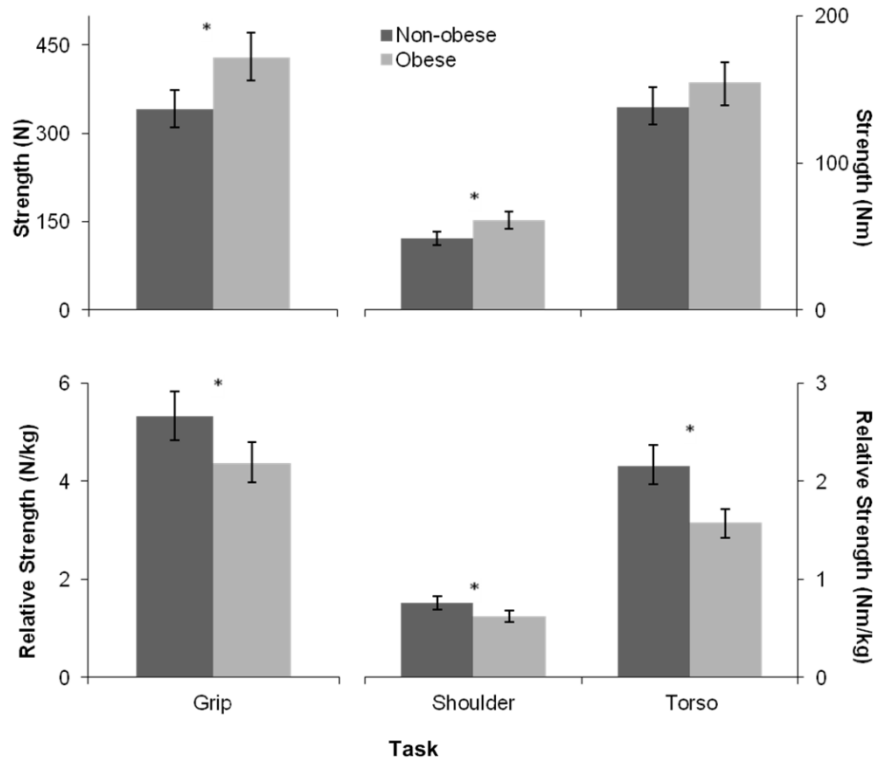 *
Non-obese
Obese
200
450
300
150
0
Strength (N)
*
100
0
Strength (Nm)
6
4
2
0
Relative Strength (N/kg)
*
*
*
3
2
1
0
Relative Strength (Nm/kg)
Grip
Shoulder
Torso
Task